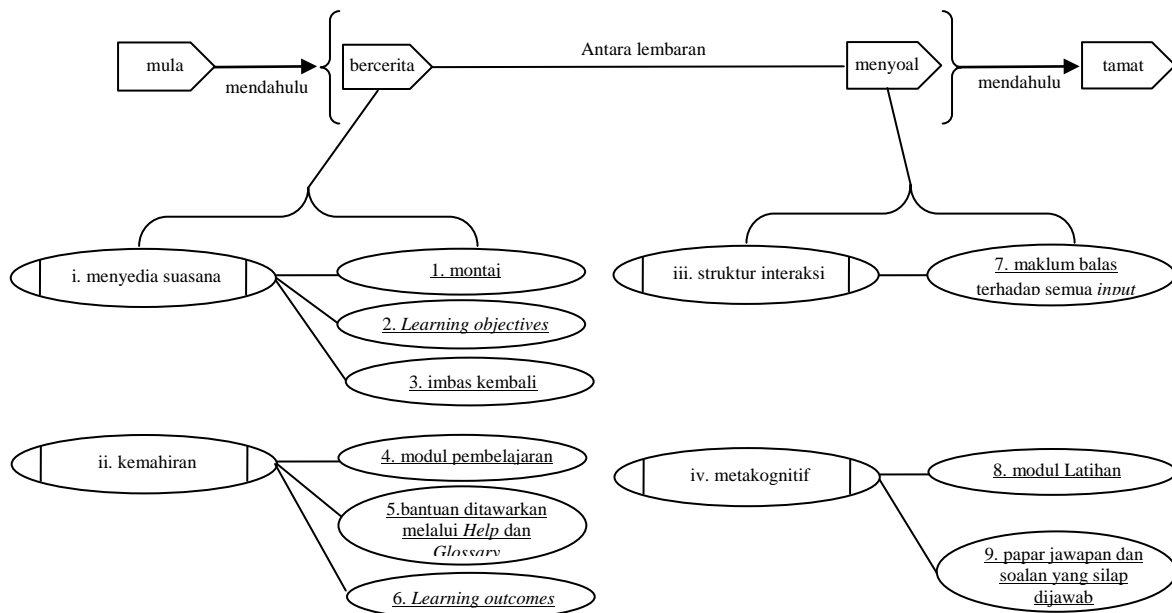 Antara lembaran
mula
mendahulu
bercerita
menyoal
mendahulu
tamat
i. menyedia suasana
1. montaj
2. Learning objectives
3. imbas kembali
iii. struktur interaksi
7. maklum balas
terhadap semua input
ii. kemahiran
4. modul pembelajaran
5.bantuan ditawarkan
melalui Help dan
Glossary
6. Learning outcomes
iv. metakognitif
8. modul Latihan
9. papar jawapan dan
soalan yang silap
dijawab